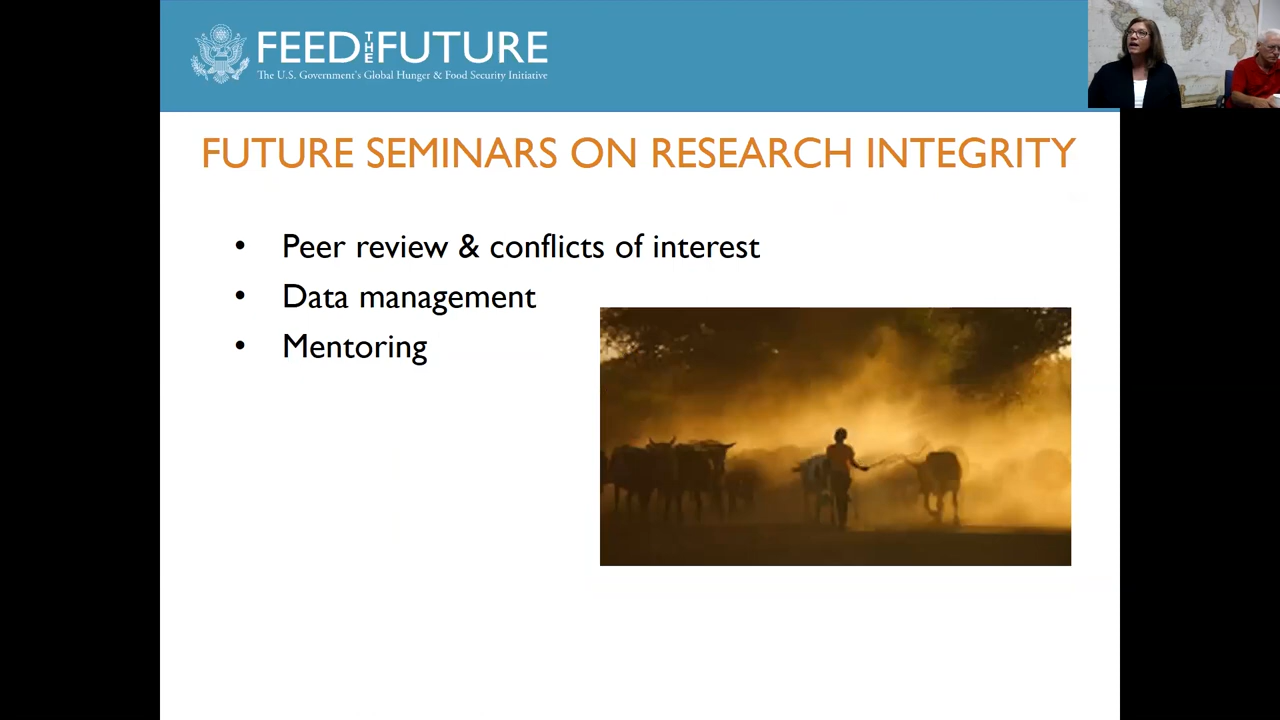 FEED THE FUTURE
The U.S. Government's Global Hunger & Food Security Initiative
FUTURE SEMINARS ON RESEARCH INTEGRITY
• Peer review & conflicts of interest
• Data management
• Mentoring